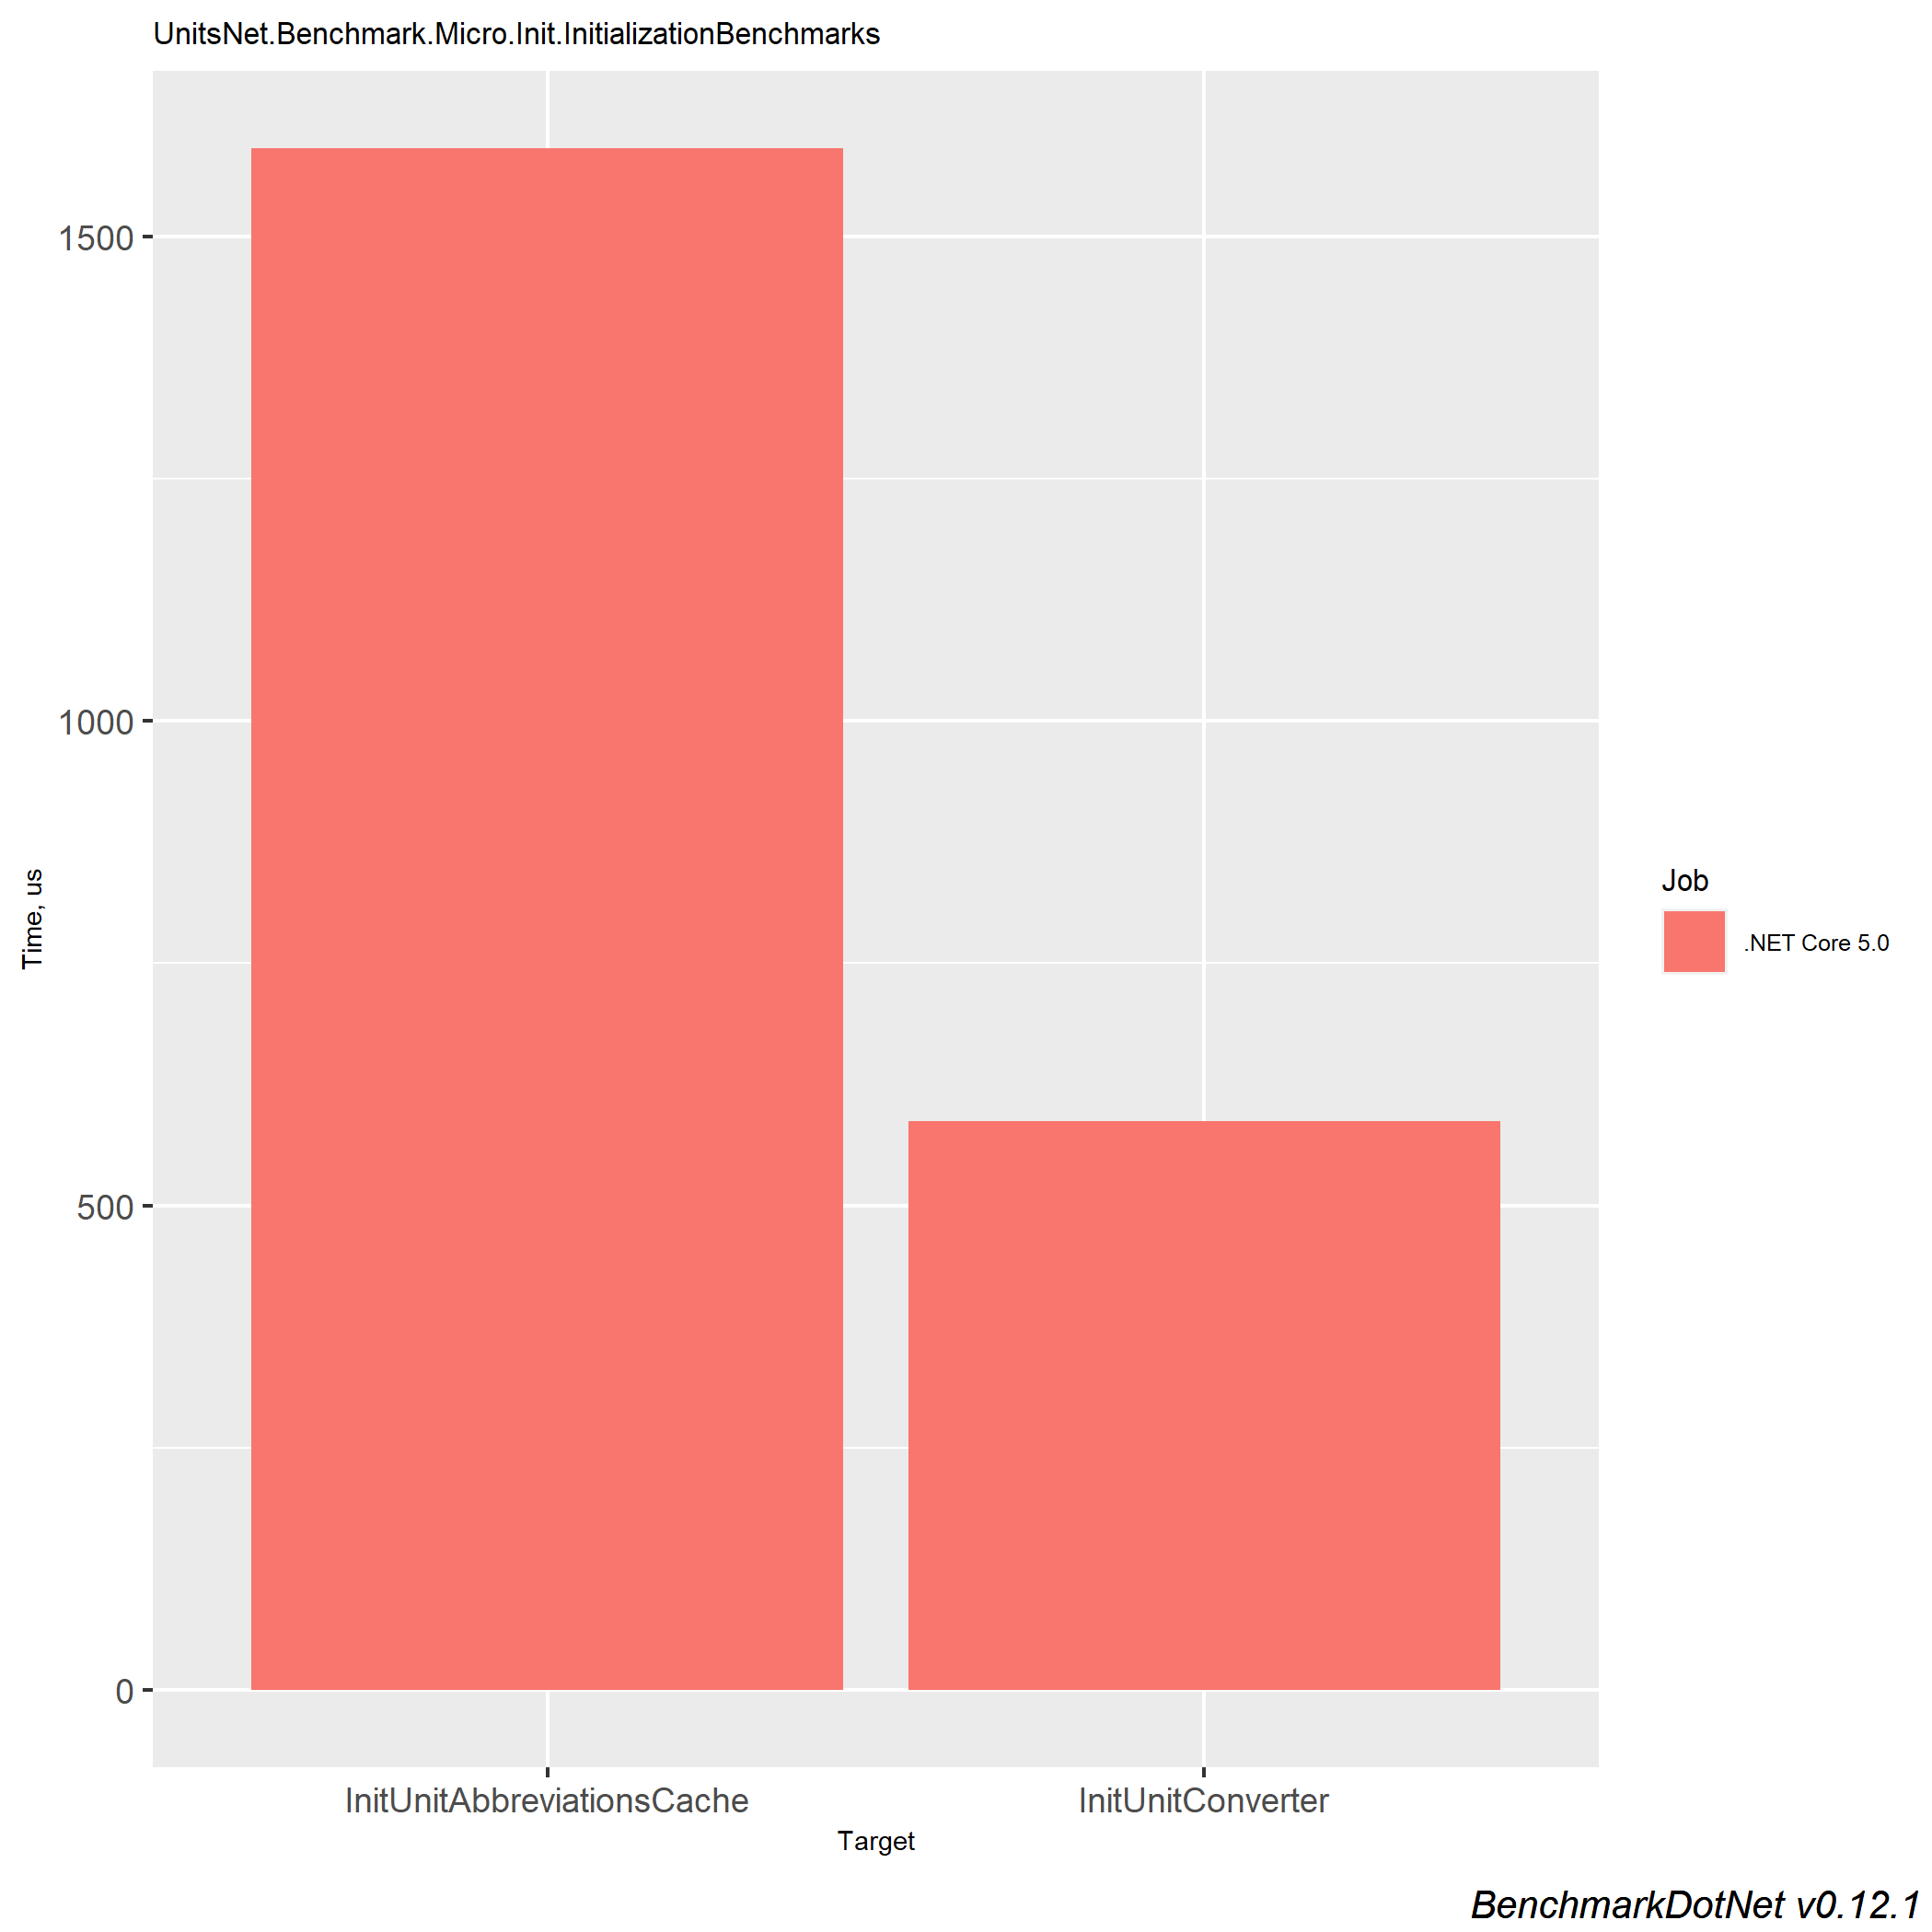 UnitsNet.Benchmark.Micro.Init.InitializationBenchmarks
1500
1000
500
0
Time, us
InitUnitAbbreviationsCache
InitUnitConverter
Target
Job
.NET Core 5.0
BenchmarkDotNet v0.12.1